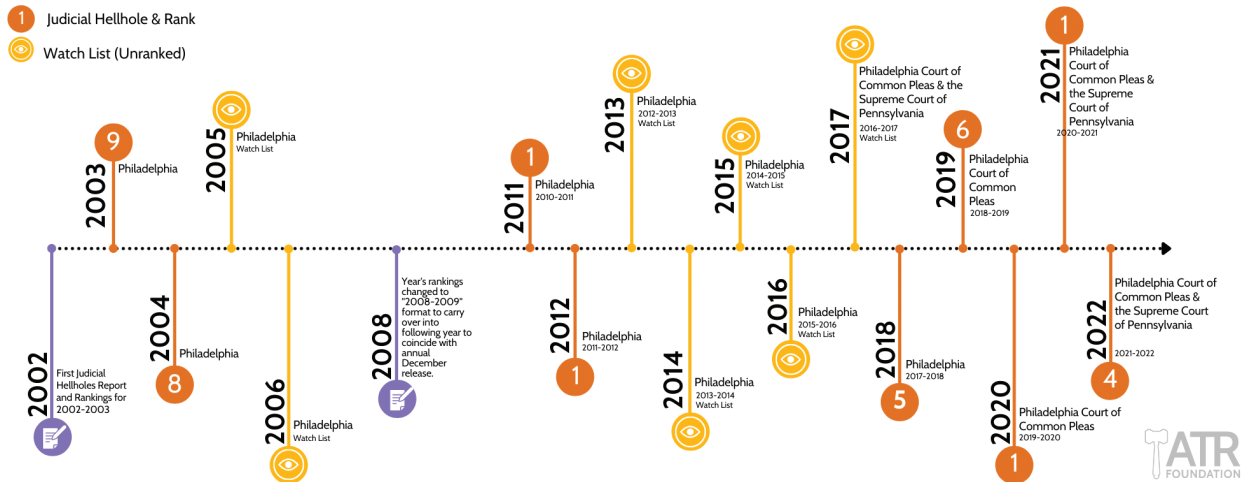 1 Judicial Hellhole & Rank
Watch List (Unranked)
2002
First Judicial
Hellholes Report
and Rankings for
2002-2003
9
2003
Philadelphia
2004
Philadelphia
8
2005
Philadelphia
Watch List
2006
Philadelphia
Watch List
2008
Year's rankings
changed to
"2008-2009"
format to carry
over into
following year to
coincide with
annual
December
release.
1
2011
Philadelphia
2010-2011
2012
Philadelphia
2011-2012
1
2013
Philadelphia
2012-2013
Watch List
2014
Philadelphia
2013-2014
Watch List
2015
Philadelphia
2014-2015
Watch List
2016
Philadelphia
2015-2016
Watch List
2017
Philadelphia Court of
Common Pleas & the
Supreme Court of
Pennsylvania
2016-2017
Watch List
2018
Philadelphia
2017-2018
5
6
2019
Philadelphia
Court of
Common
Pleas
2018-2019
2020
Philadelphia Court of
Common Pleas
2019-2020
1
1
2021
Philadelphia
Court of
Common Pleas &
the Supreme
Court of
Pennsylvania
2020-2021
2022
Philadelphia Court of
Common Pleas &
the Supreme Court
of Pennsylvania
2021-2022
4
ATR
FOUNDATION